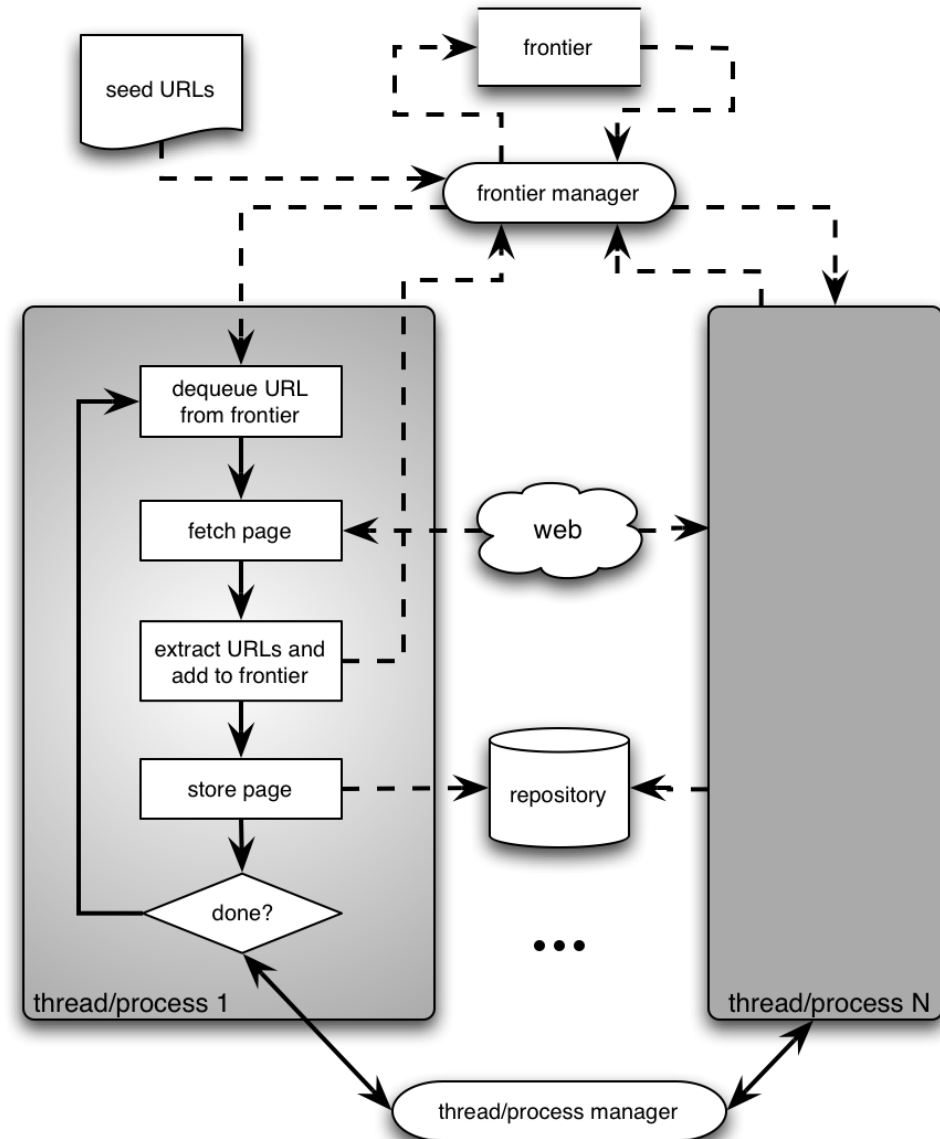 frontier
seed URLs
frontier manager
dequeue URL
from frontier
fetch page
web
extract URLs and
add to frontier
store page
repository
done?
...
thread/process 1
thread/process N
thread/process manager